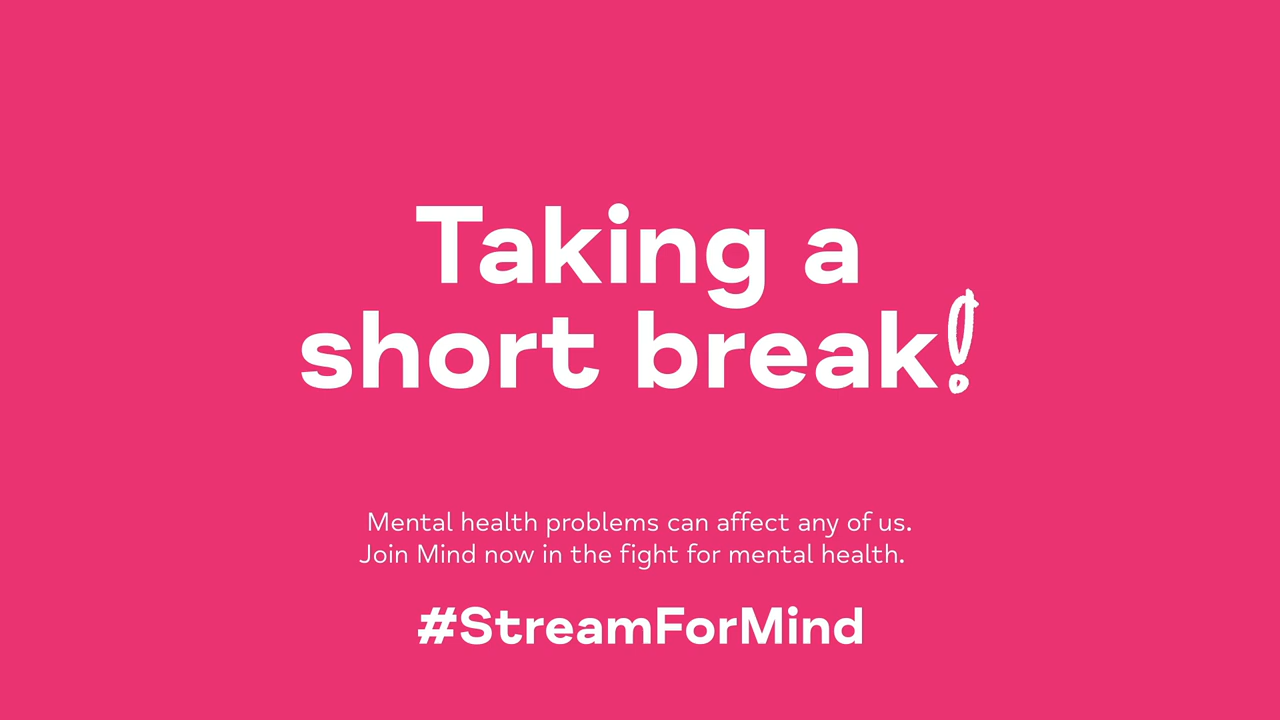 Taking a
short break!
Mental health problems can affect any of us.
Join Mind now in the fight for mental health.
#StreamForMind